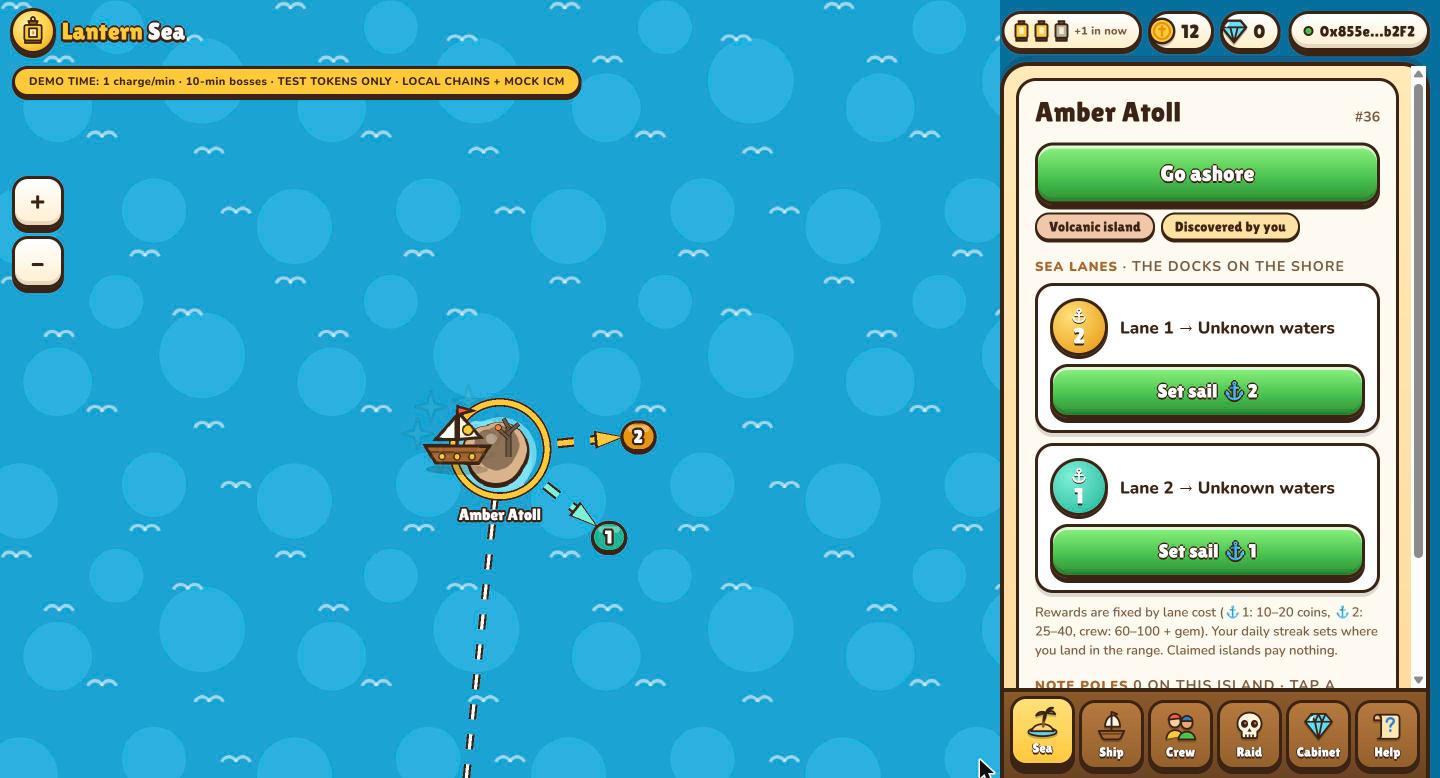 Lantern Sea
DEMO TIME: 1 charge/min · 10-min bosses · TEST TOKENS ONLY · LOCAL CHAINS + MOCK ICM
+1 in now
12
0
0x855e...b2F2
+
−
Amber Atoll
2
1
Amber Atoll
#36
Go ashore
Volcanic island
Discovered by you
SEA LANES · THE DOCKS ON THE SHORE
⚓ 2
Lane 1 → Unknown waters
Set sail ⚓2
⚓ 1
Lane 2 → Unknown waters
Set sail ⚓1
Rewards are fixed by lane cost (⚓1: 10–20 coins, ⚓2:
25–40, crew: 60–100 + gem). Your daily streak sets where
you land in the range. Claimed islands pay nothing.
NOTE POLES 0 ON THIS ISLAND · TAP A
Sea
Ship
Crew
Raid
Cabinet
? Help